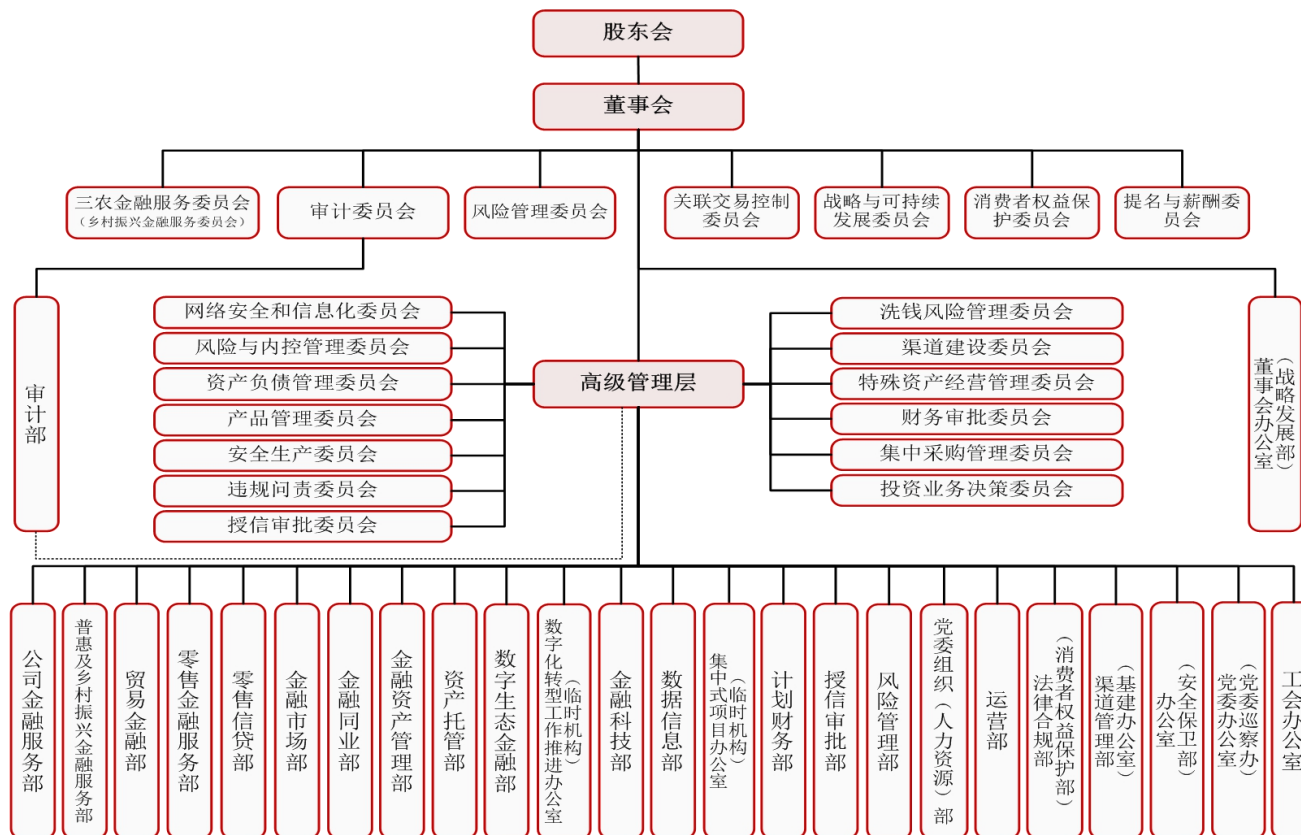 股东会
董事会
三农金融服务委员会
（乡村振兴金融服务委员会）
审计委员会
风险管理委员会
关联交易控制
委员会
战略与可持续
发展委员会
消费者权益保
护委员会
提名与薪酬委
员会
审计部
网络安全和信息化委员会
风险与内控管理委员会
资产负债管理委员会
产品管理委员会
安全生产委员会
违规问责委员会
授信审批委员会
高级管理层
洗钱风险管理委员会
渠道建设委员会
特殊资产经营管理委员会
财务审批委员会
集中采购管理委员会
投资业务决策委员会
董事会办公室
（战略发展部）
公司金融服务部
普惠及乡村振兴金融服务部
贸易金融部
零售金融服务部
零售信贷部
金融市场部
金融同业部
金融资产管理部
资产托管部
数字生态金融部
数字化转型工作推进办公室
（临时机构）
金融科技部
数据信息部
集中式项目办公室
（临时机构）
计划财务部
授信审批部
风险管理部
党委组织（人力资源）部
运营部
法律合规部
（消费者权益保护部）
渠道管理部
（基建办公室）
办公室
（安全保卫部）
党委办公室
（党委巡察办）
工会办公室